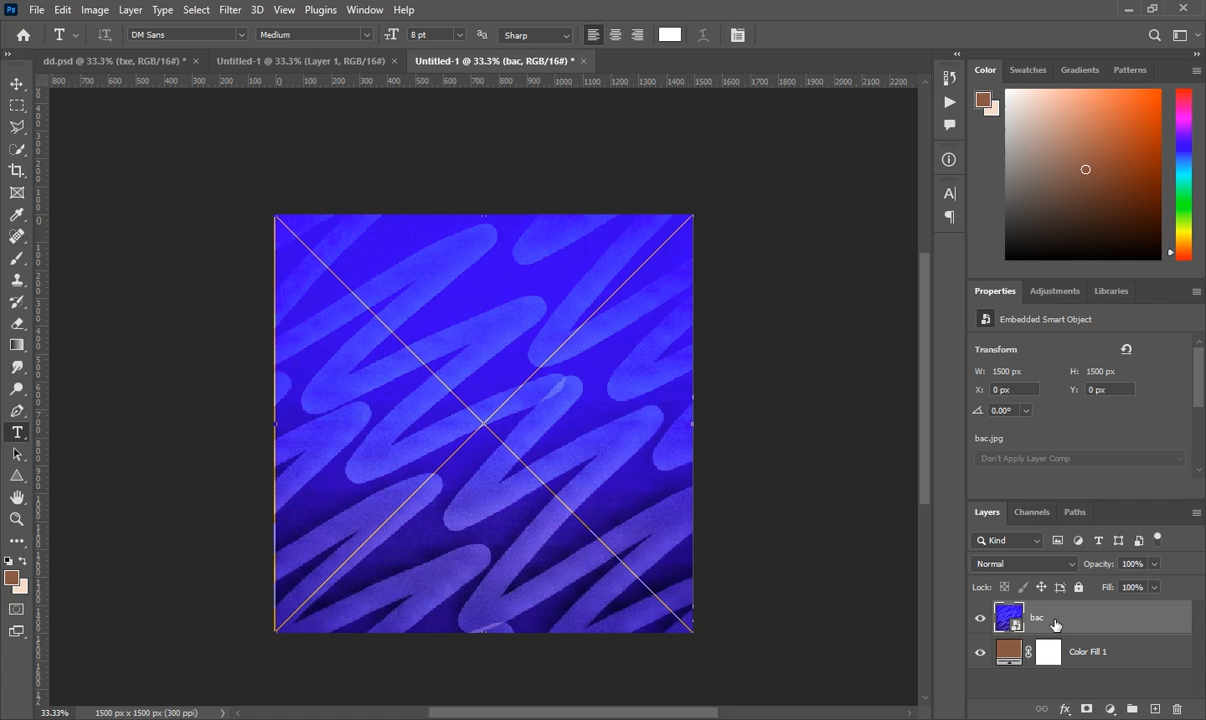 Ps File Edit Image Layer Type Select Filter 3D View Plugins Window Help
T DM Sans Medium 8 pt Sharp
dd.psd @ 33.3% (txe, RGB/16#) * × Untitled-1 @ 33.3% (Layer 1, RGB/16#) × Untitled-1 @ 33.3% (bac, RGB/16#) * ×
800 700 600 500 400 300 200 100 0 100 200 300 400 500 600 700 800 900 1000 1100 1200 1300 1400 1500 1600 1700 1800 1900 2000 2100 2200
Color Swatches Gradients Patterns
Properties Adjustments Libraries
Embedded Smart Object
Transform
W: 1500 px H: 1500 px
X: 0 px Y: 0 px
0.00°
bac.jpg
Don't Apply Layer Comp
Layers Channels Paths
Kind
Normal Opacity: 100%
Lock: Fill: 100%
bac
Color Fill 1
33.33% 1500 px x 1500 px (300 ppi)